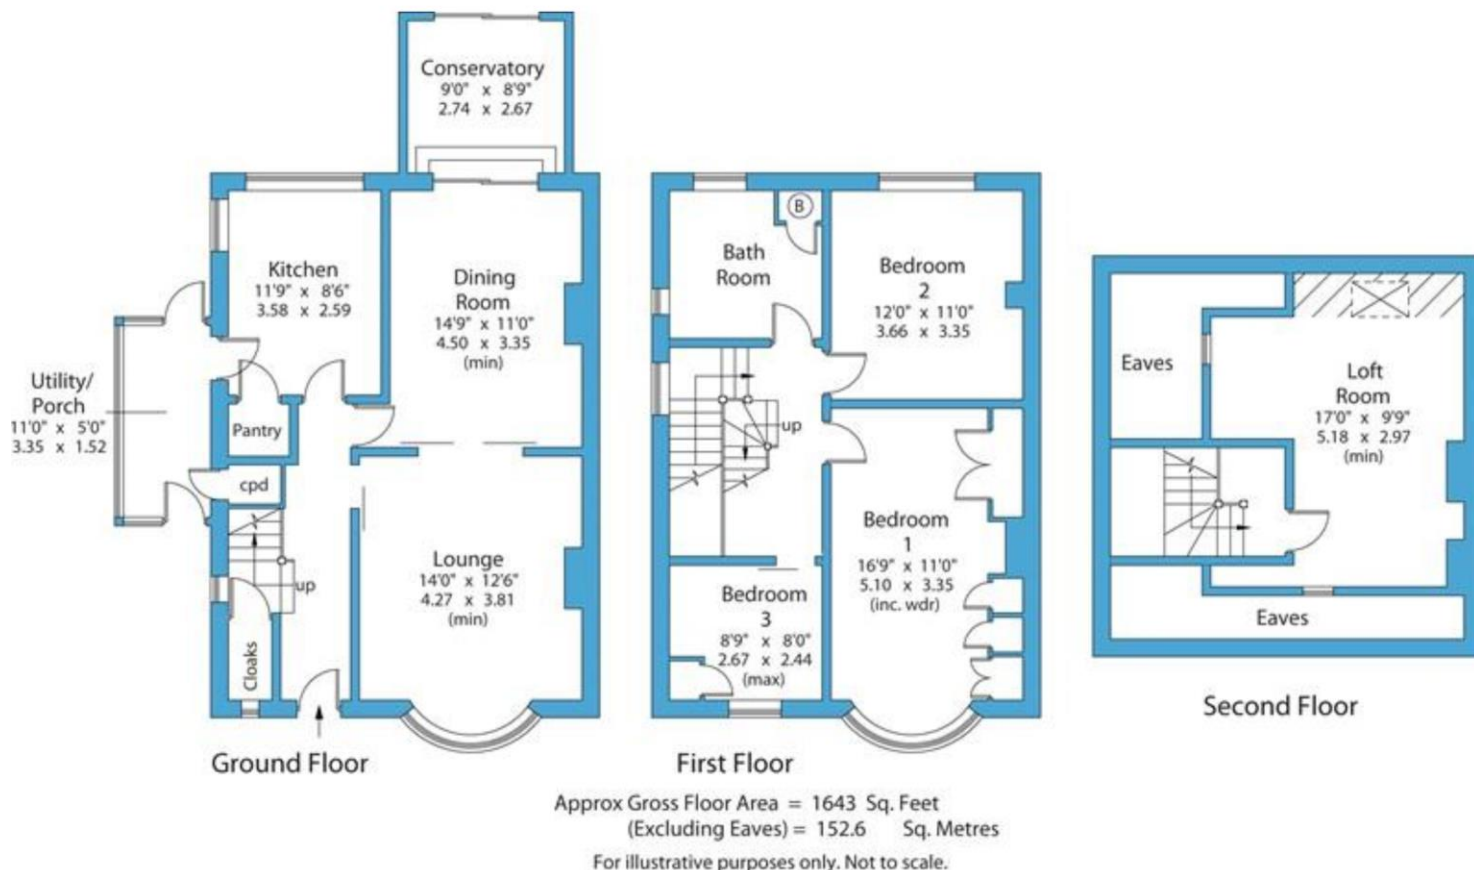 Conservatory
9'0" x 8'9"
2.74 x 2.67
Kitchen
11'9" x 8'6"
3.58 x 2.59
Dining
Room
14'9" x 11'0"
4.50 x 3.35
(min)
Utility/
Porch
11'0" x 5'0"
3.35 x 1.52
Pantry
cpd
up
Cloaks
Lounge
14'0" x 12'6"
4.27 x 3.81
(min)
Ground Floor
B
Bath
Room
Bedroom
2
12'0" x 11'0"
3.66 x 3.35
up
Bedroom
1
16'9" x 11'0"
5.10 x 3.35
(inc. wdr)
Bedroom
3
8'9" x 8'0"
2.67 x 2.44
(max)
First Floor
Eaves
Loft
Room
17'0" x 9'9"
5.18 x 2.97
(min)
Eaves
Second Floor
Approx Gross Floor Area = 1643 Sq. Feet
(Excluding Eaves) = 152.6 Sq. Metres
For illustrative purposes only. Not to scale.